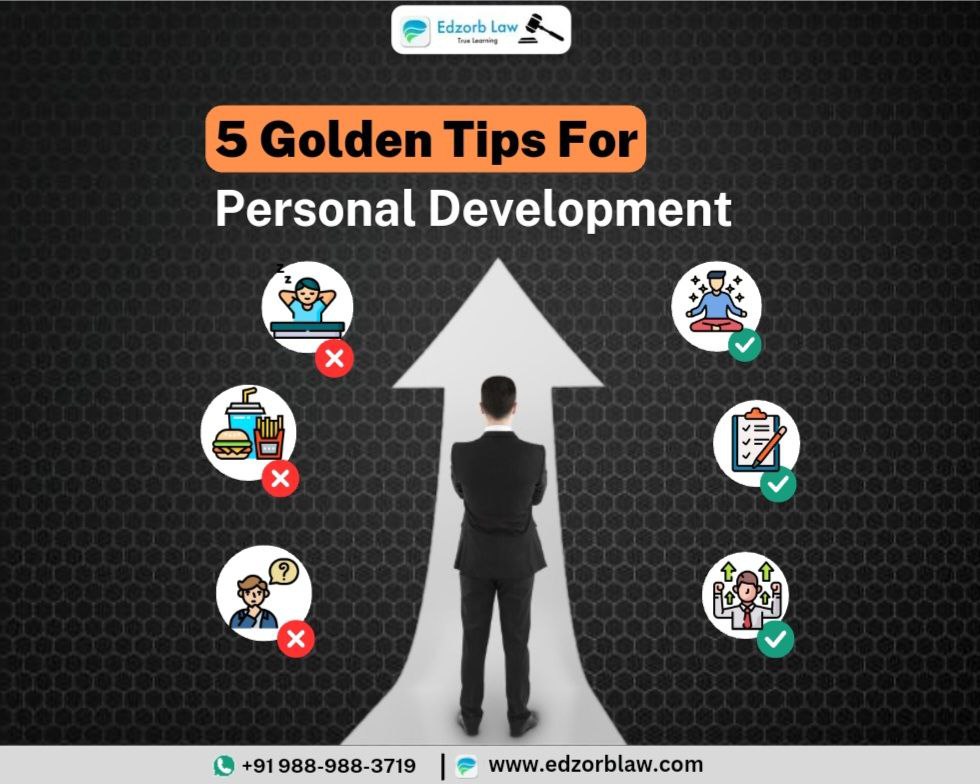 Edzorb Law
True Learning
5 Golden Tips For
Personal Development
z
z
?
+91 988-988-3719 | www.edzorblaw.com